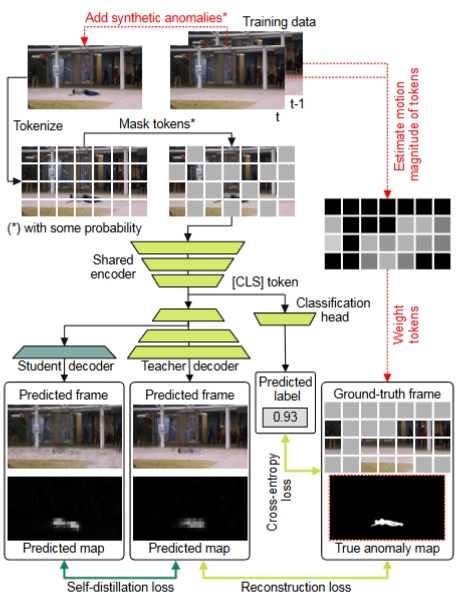 Add synthetic anomalies*
Training data
t-1
t
Tokenize
Mask tokens*
Estimate motion
magnitude of tokens
(*) with some probability
Shared
encoder
[CLS] token
Classification
head
Weight
tokens
Student decoder
Teacher decoder
Predicted frame
Predicted frame
Predicted
label
0.93
Ground-truth frame
Cross-entropy
loss
Predicted map
Predicted map
True anomaly map
Self-distillation loss
Reconstruction loss